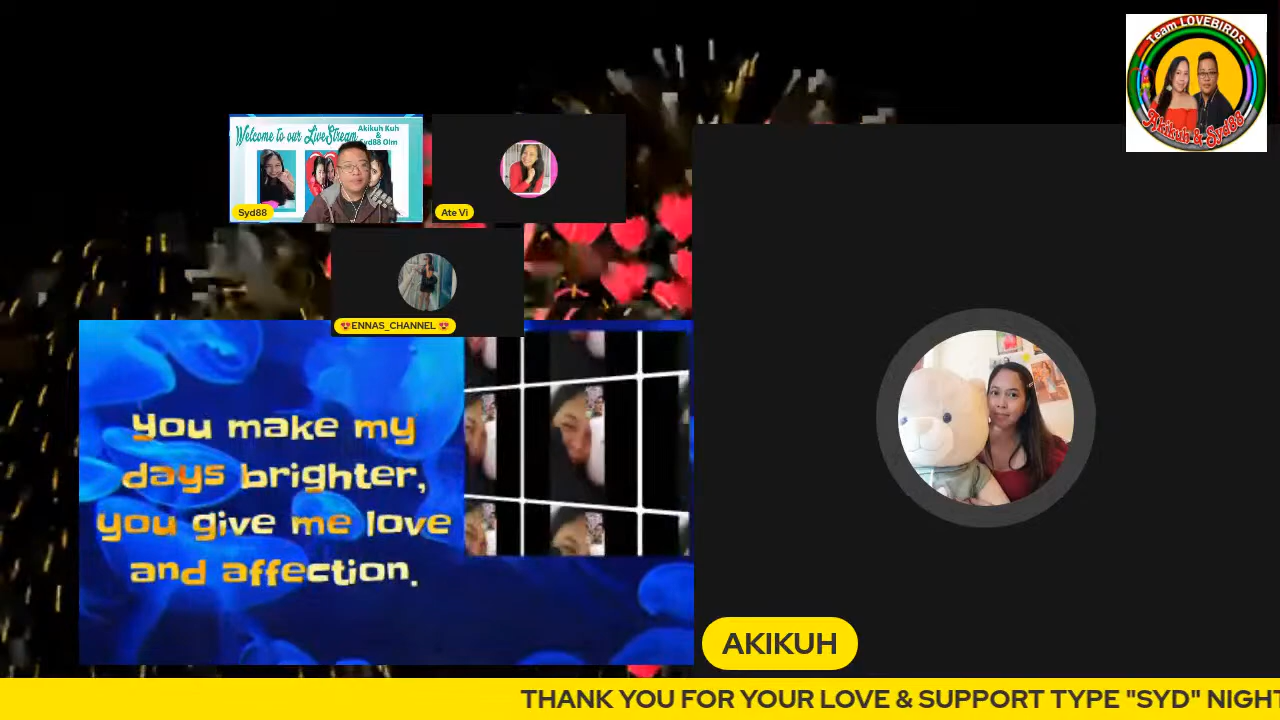 Team LOVEBIRDS
Akikuh & Syd88
Welcome to our LiveStream
Akikuh Kuh
&
Syd88 Olm
Syd88
Ate Vi
ENNAS_CHANNEL
You make my
days brighter,
you give me love
and affection.
AKIKUH
THANK YOU FOR YOUR LOVE & SUPPORT TYPE "SYD" NIGHT